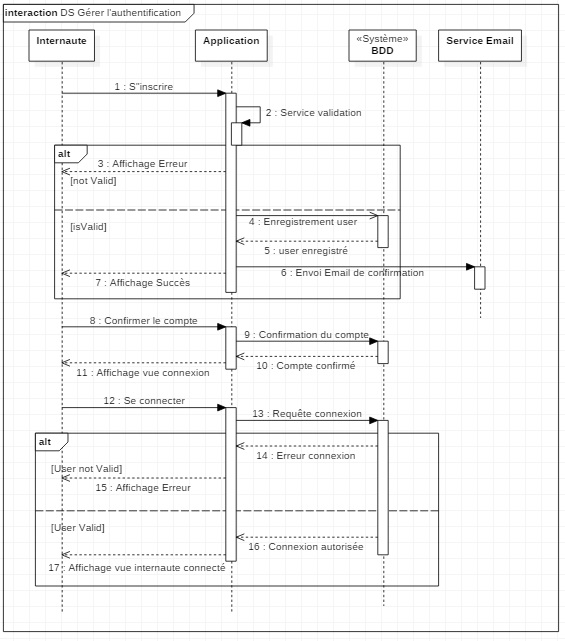 interaction DS Gérer l'authentification
Internaute
Application
«Système»
BDD
Service Email
1 : S"inscrire
2 : Service validation
alt
3 : Affichage Erreur
[not Valid]
4 : Enregistrement user
[isValid]
5 : user enregistré
6 : Envoi Email de confirmation
7 : Affichage Succès
8 : Confirmer le compte
9 : Confirmation du compte
10 : Compte confirmé
11 : Affichage vue connexion
12 : Se connecter
13 : Requête connexion
alt
14 : Erreur connexion
[User not Valid]
15 : Affichage Erreur
[User Valid]
16 : Connexion autorisée
17 : Affichage vue internaute connecté